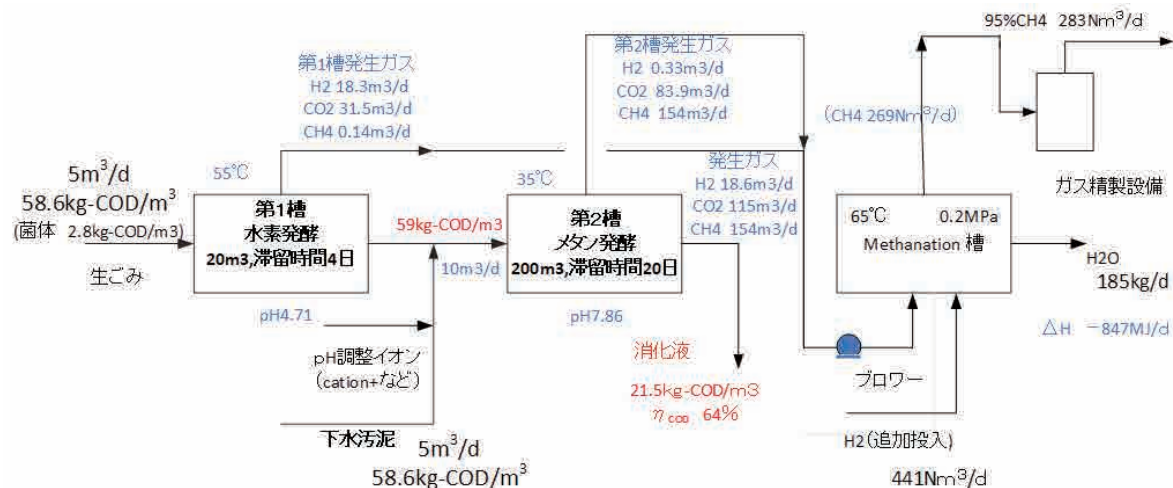 95%CH4 283Nm³/d
第1槽発生ガス
H2 18.3m3/d
CO2 31.5m3/d
CH4 0.14m3/d
第2槽発生ガス
H2 0.33m3/d
CO2 83.9m3/d
CH4 154m3/d
(CH4 269Nm³/d)
ガス精製設備
5m³/d
58.6kg-COD/m³
(菌体 2.8kg-COD/m3)
生ごみ
55℃
第1槽
水素発酵
20m3,滞留時間4日
pH4.71
59kg-COD/m3
10m3/d
35℃
第2槽
メタン発酵
200m3,滞留時間20日
pH7.86
発生ガス
H2 18.6m3/d
CO2 115m3/d
CH4 154m3/d
65℃ 0.2MPa
Methanation 槽
H2O
185kg/d
△H －847MJ/d
pH調整イオン
(cation+など)
下水汚泥
5m³/d
58.6kg-COD/m³
消化液
21.5kg-COD/m3
η COD 64%
ブロワー
H2(追加投入)
441Nm³/d